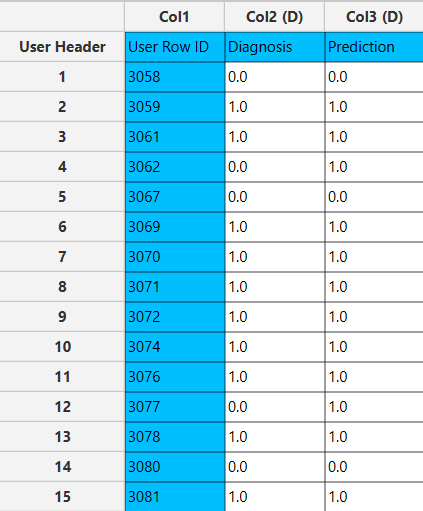 Col1 Col2 (D) Col3 (D)
User Header User Row ID Diagnosis Prediction
1 3058 0.0 0.0
2 3059 1.0 1.0
3 3061 1.0 1.0
4 3062 0.0 1.0
5 3067 0.0 0.0
6 3069 1.0 1.0
7 3070 1.0 1.0
8 3071 1.0 1.0
9 3072 1.0 1.0
10 3074 1.0 1.0
11 3076 1.0 1.0
12 3077 0.0 1.0
13 3078 1.0 1.0
14 3080 0.0 0.0
15 3081 1.0 1.0